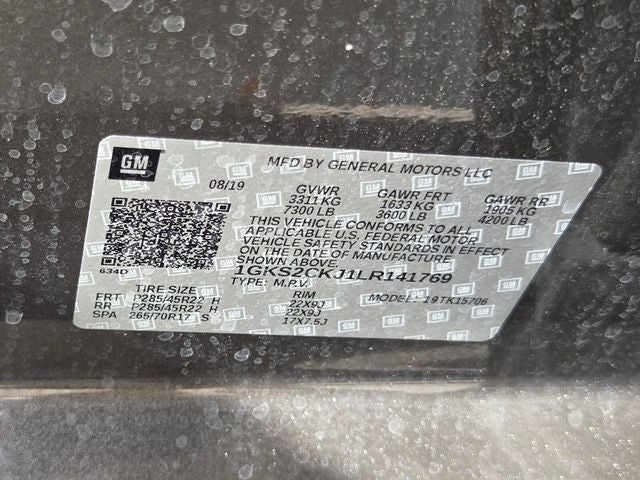 GM
MFD BY GENERAL MOTORS LLC
08/19 GVWR GAWR FRT GAWR RR
3311 KG 1633 KG 1905 KG
7300 LB 3600 LB 4200 LB
THIS VEHICLE CONFORMS TO ALL
APPLICABLE U.S. FEDERAL MOTOR
VEHICLE SAFETY STANDARDS IN EFFECT
ON THE DATE OF MANUFACTURE
SHOWN ABOVE.
634D 1GKS2CKJ1LR141769
TYPE: M.P.V. MODEL: 19TK15706
TIRE SIZE RIM
FRT P285/45R22 H 22X9J
RR P285/45R22 H 22X9J
SPA 265/70R17 S 17X7.5J